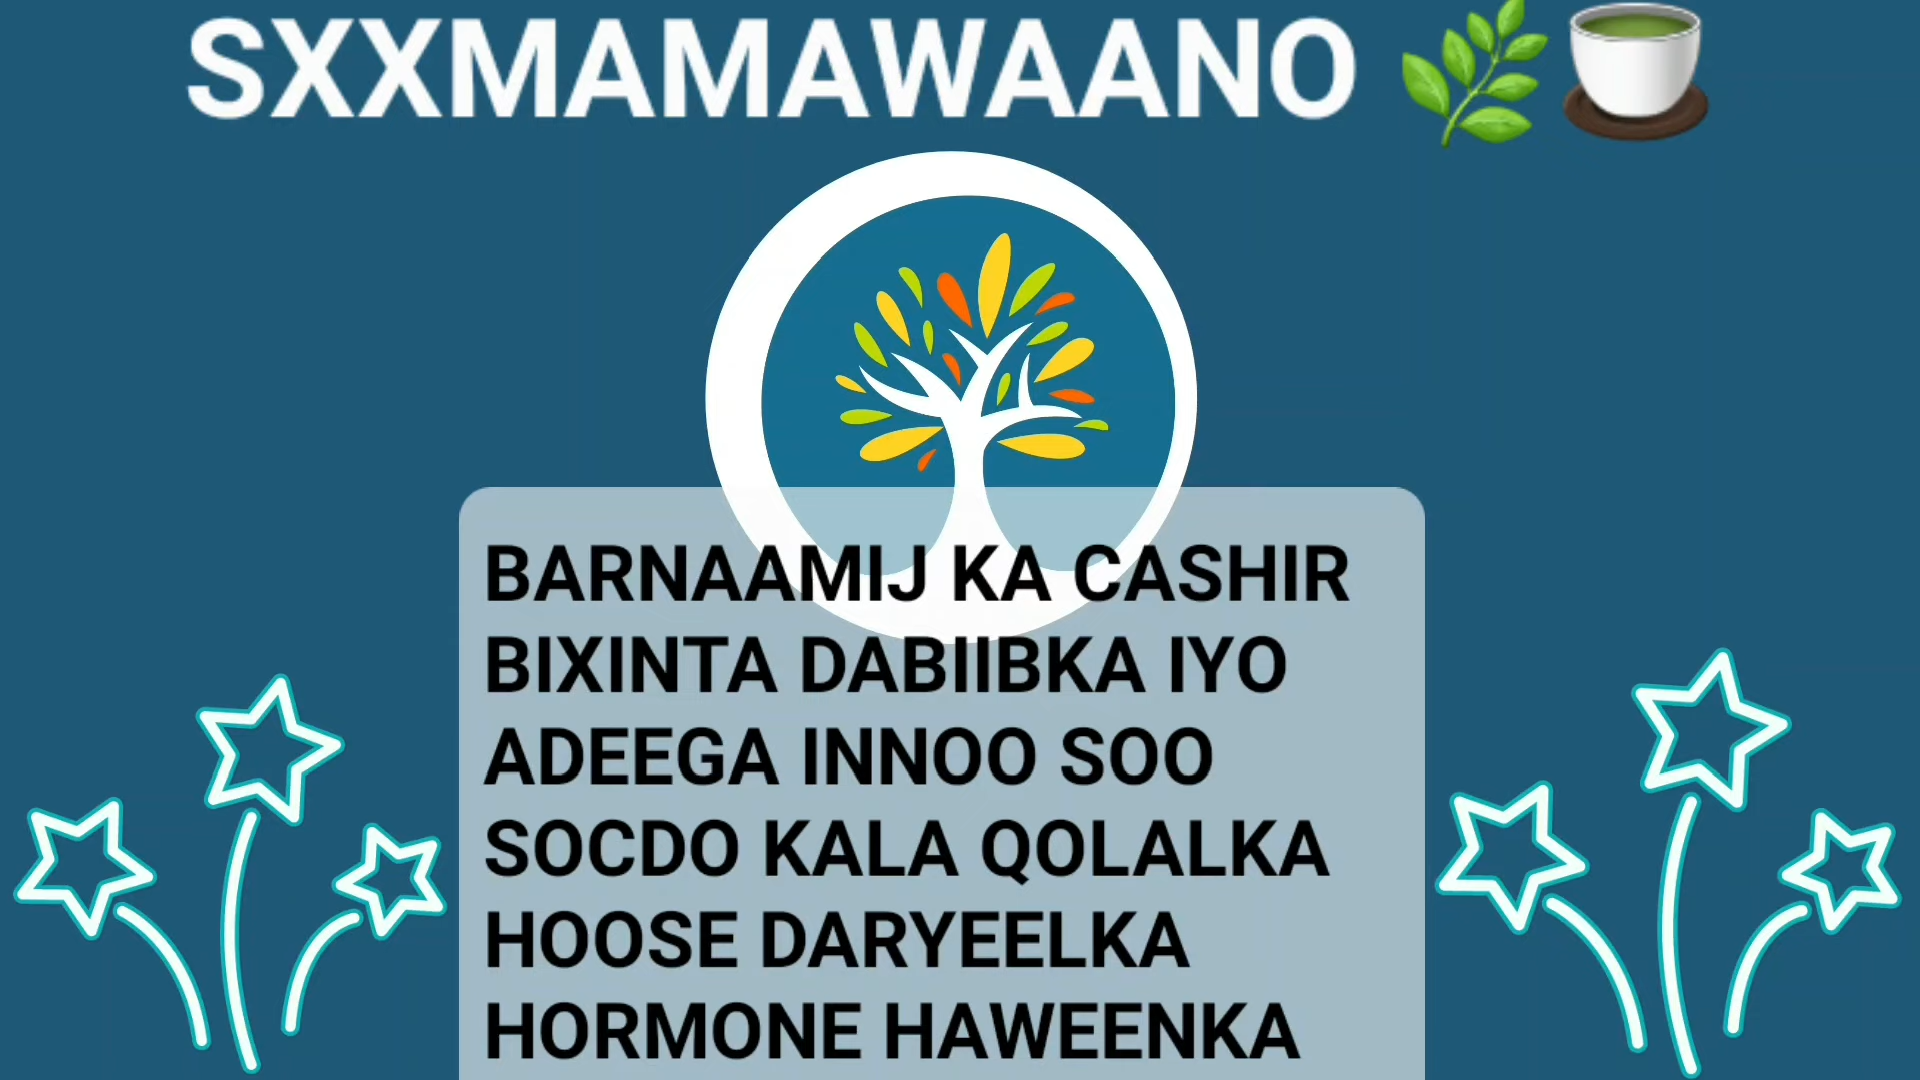 SXXMAMAWAANO 🌿🍵
BARNAAMIJ KA CASHIR
BIXINTA DABIIBKA IYO
ADEEGA INNOO SOO
SOCDO KALA QOLALKA
HOOSE DARYEELKA
HORMONE HAWEENKA